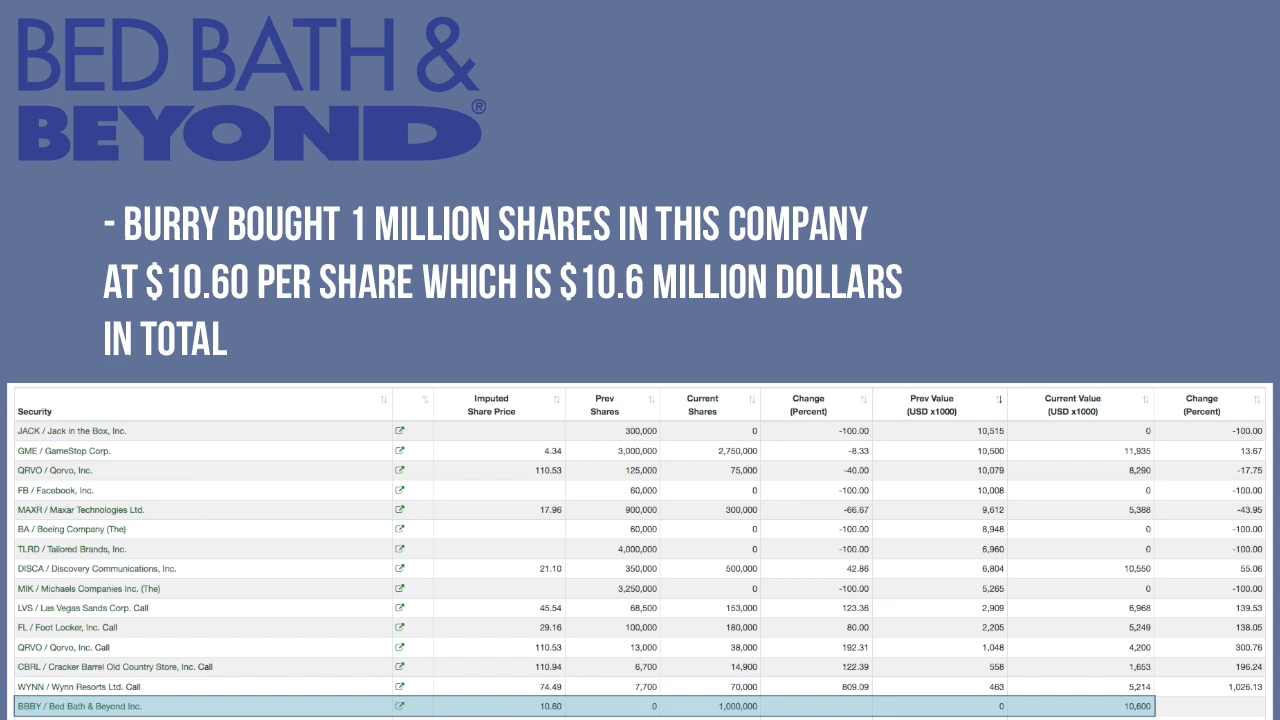 BED BATH &
BEYOND®
- BURRY BOUGHT 1 MILLION SHARES IN THIS COMPANY
AT $10.60 PER SHARE WHICH IS $10.6 MILLION DOLLARS
IN TOTAL
Security Imputed Share Price Prev Shares Current Shares Change (Percent) Prev Value (USD x1000) Current Value (USD x1000) Change (Percent)
JACK / Jack in the Box, Inc. 300,000 0 -100.00 10,515 0 -100.00
GME / GameStop Corp. 4.34 3,000,000 2,750,000 -8.33 10,500 11,935 13.67
QRVO / Qorvo, Inc. 110.53 125,000 75,000 -40.00 10,079 8,290 -17.75
FB / Facebook, Inc. 60,000 0 -100.00 10,008 0 -100.00
MAXR / Maxar Technologies Ltd. 17.96 900,000 300,000 -66.67 9,612 5,388 -43.95
BA / Boeing Company (The) 60,000 0 -100.00 8,948 0 -100.00
TLRD / Tailored Brands, Inc. 4,000,000 0 -100.00 6,960 0 -100.00
DISCA / Discovery Communications, Inc. 21.10 350,000 500,000 42.86 6,804 10,550 55.06
MIK / Michaels Companies Inc. (The) 3,250,000 0 -100.00 5,265 0 -100.00
LVS / Las Vegas Sands Corp. Call 45.54 68,500 153,000 123.36 2,909 6,968 139.53
FL / Foot Locker, Inc. Call 29.16 100,000 180,000 80.00 2,205 5,249 138.05
QRVO / Qorvo, Inc. Call 110.53 13,000 38,000 192.31 1,048 4,200 300.76
CBRL / Cracker Barrel Old Country Store, Inc. Call 110.94 6,700 14,900 122.39 558 1,653 196.24
WYNN / Wynn Resorts Ltd. Call 74.49 7,700 70,000 809.09 463 5,214 1,026.13
BBBY / Bed Bath & Beyond Inc. 10.60 0 1,000,000 0 10,600